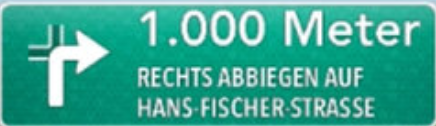 1.000 Meter
RECHTS ABBIEGEN AUF
HANS-FISCHER-STRASSE